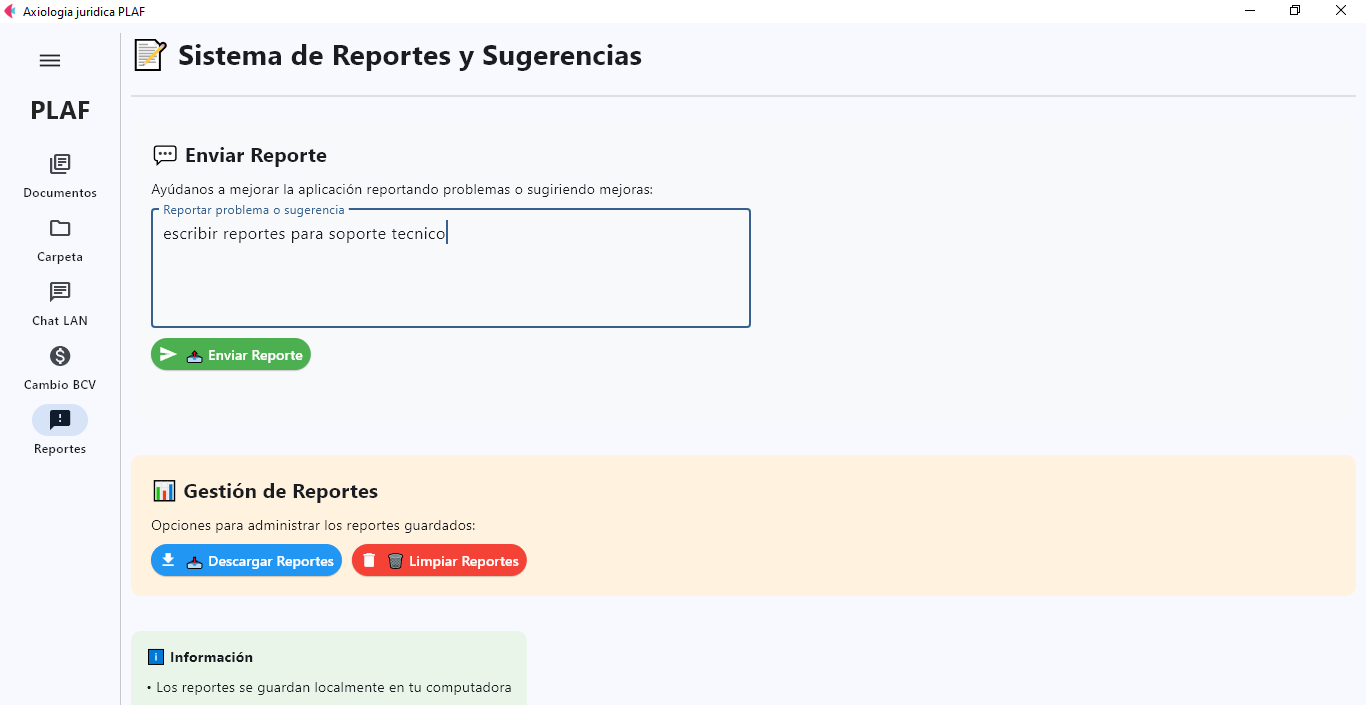 Axiologia juridica PLAF
Sistema de Reportes y Sugerencias
PLAF
Documentos
Carpeta
Chat LAN
Cambio BCV
Reportes
Enviar Reporte
Ayúdanos a mejorar la aplicación reportando problemas o sugiriendo mejoras:
Reportar problema o sugerencia
escribir reportes para soporte tecnico
Enviar Reporte
Gestión de Reportes
Opciones para administrar los reportes guardados:
Descargar Reportes
Limpiar Reportes
Información
• Los reportes se guardan localmente en tu computadora